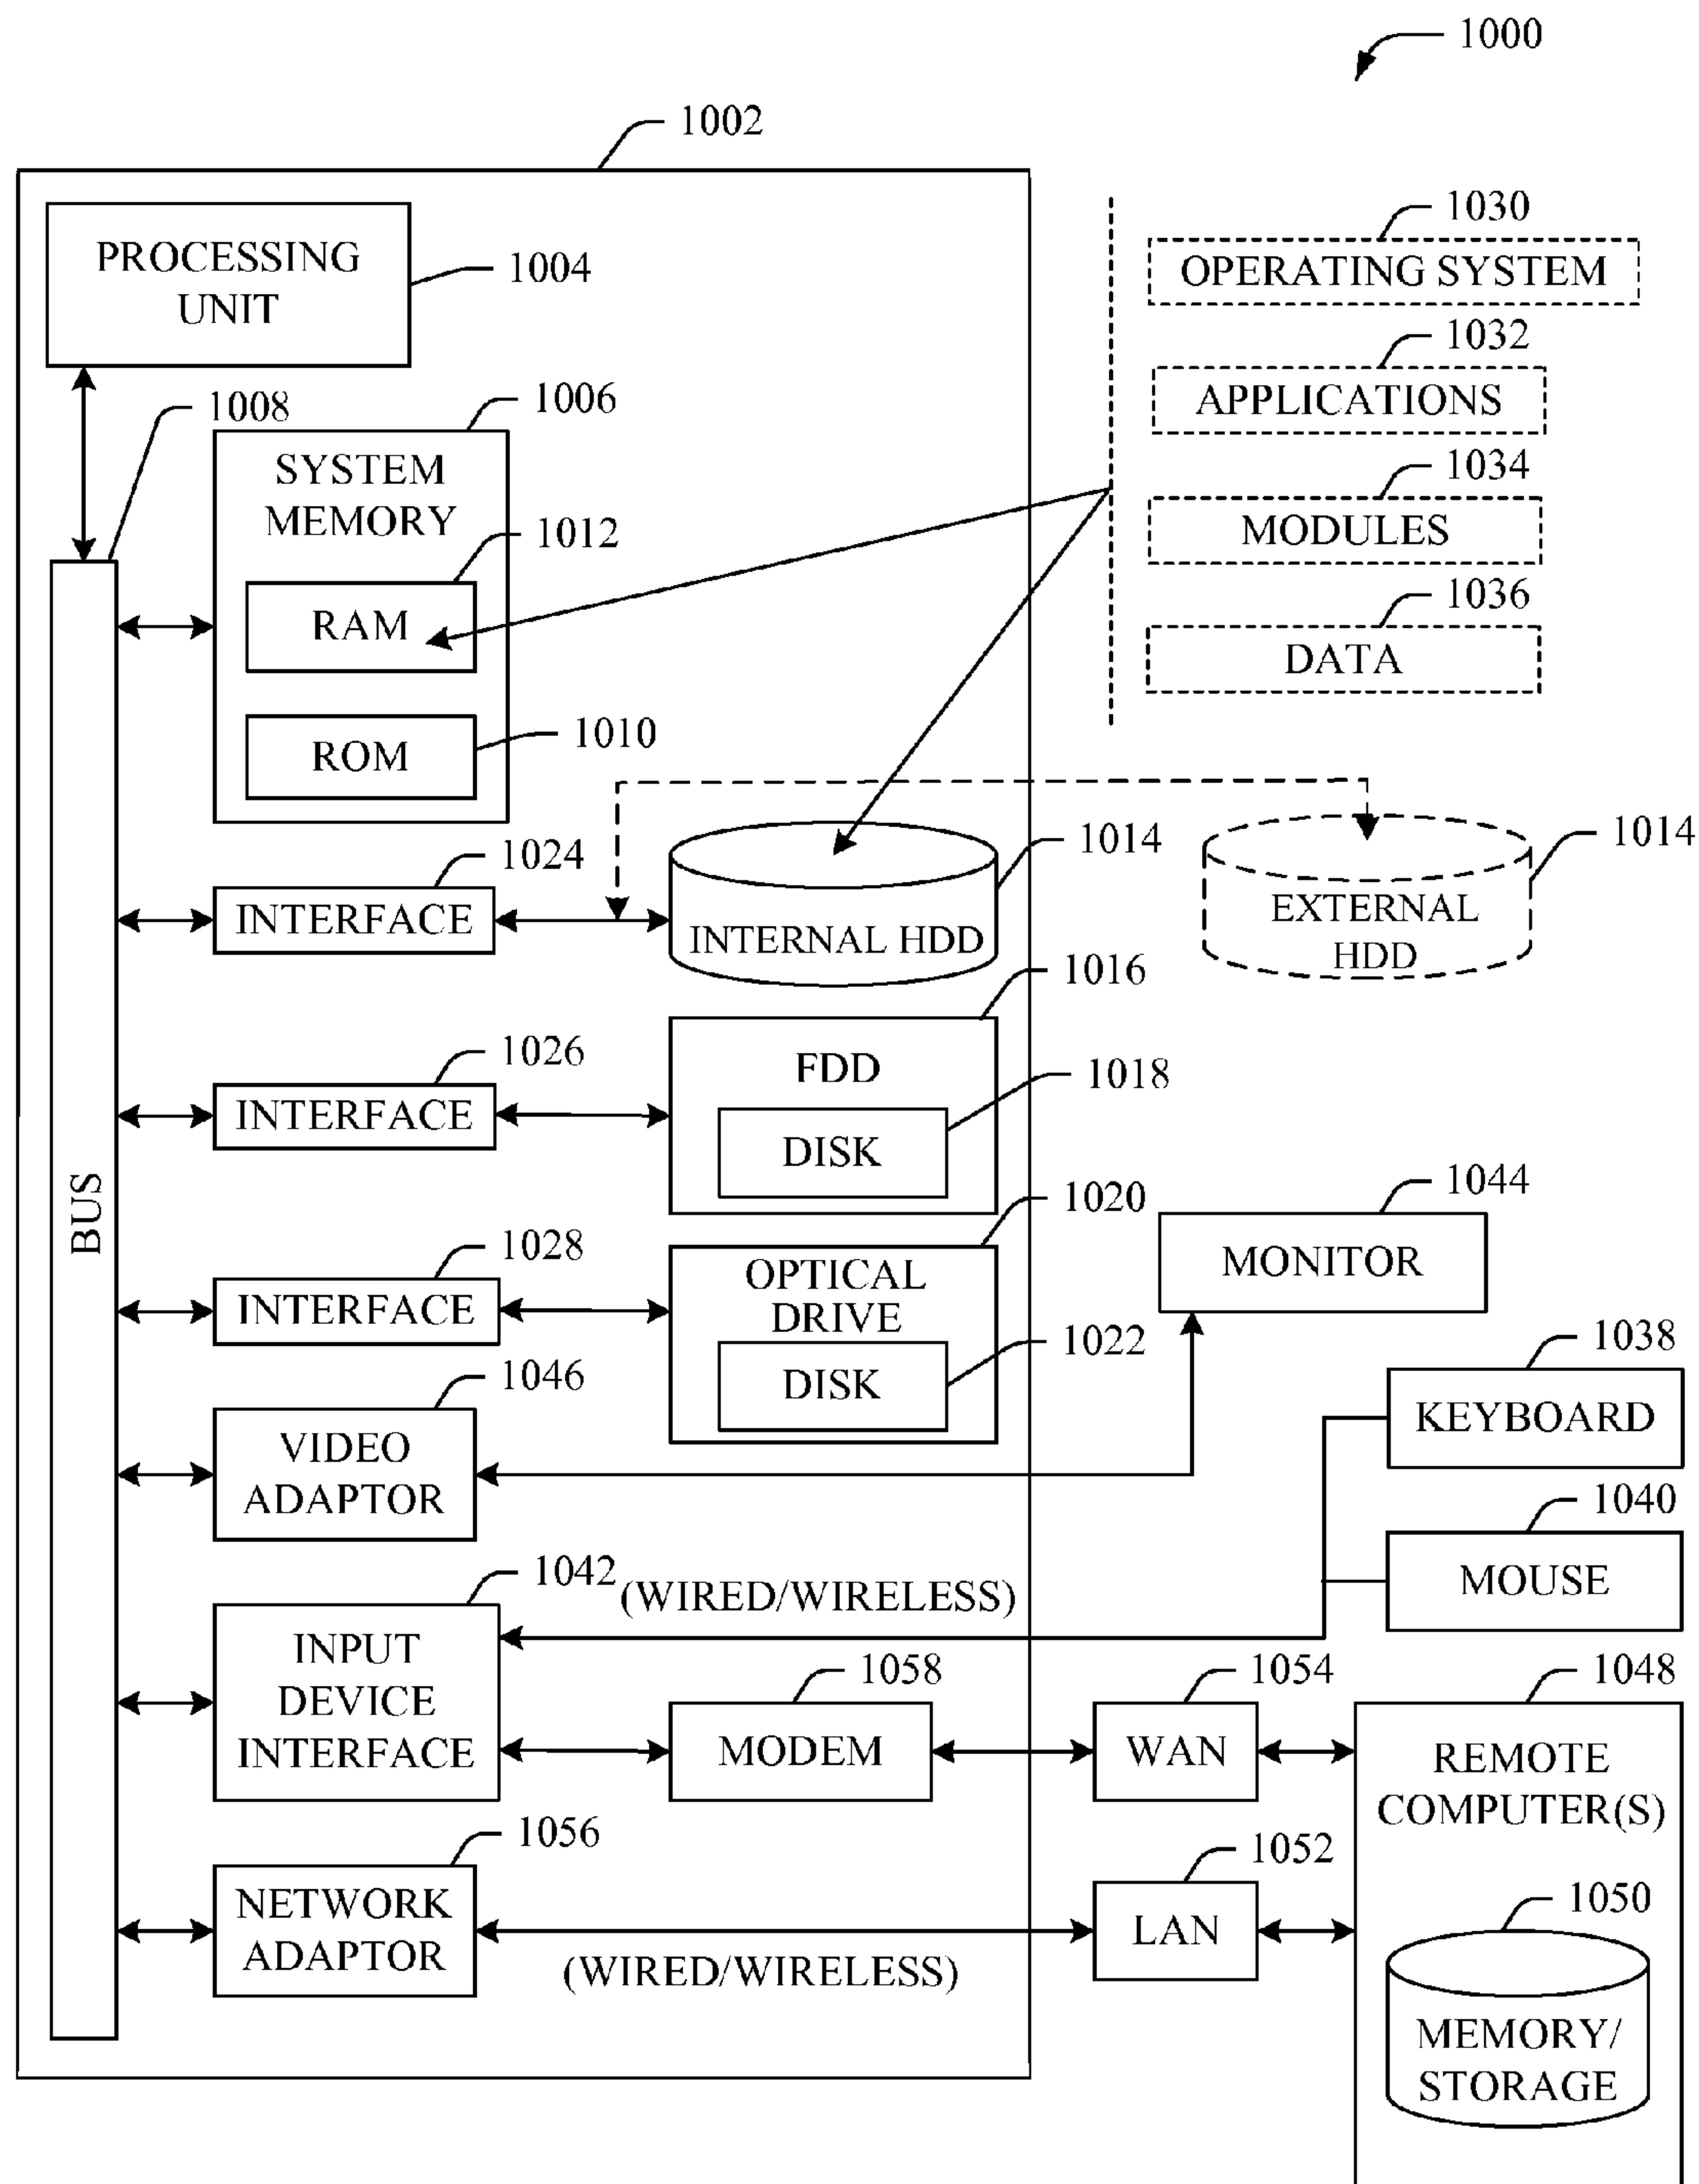 1000
1002
PROCESSING
UNIT
1004
1030
OPERATING SYSTEM
1032
APPLICATIONS
1034
MODULES
1036
DATA
1008
1006
SYSTEM
MEMORY
1012
RAM
ROM
1010
1024
INTERFACE
INTERNAL HDD
1014
EXTERNAL
HDD
1014
1026
INTERFACE
1016
FDD
1018
DISK
BUS
1028
INTERFACE
1020
OPTICAL
DRIVE
1022
DISK
1044
MONITOR
1046
VIDEO
ADAPTOR
1038
KEYBOARD
1040
MOUSE
1042
(WIRED/WIRELESS)
INPUT
DEVICE
INTERFACE
1058
MODEM
1054
WAN
1048
REMOTE
COMPUTER(S)
1056
NETWORK
ADAPTOR
(WIRED/WIRELESS)
1052
LAN
1050
MEMORY/
STORAGE